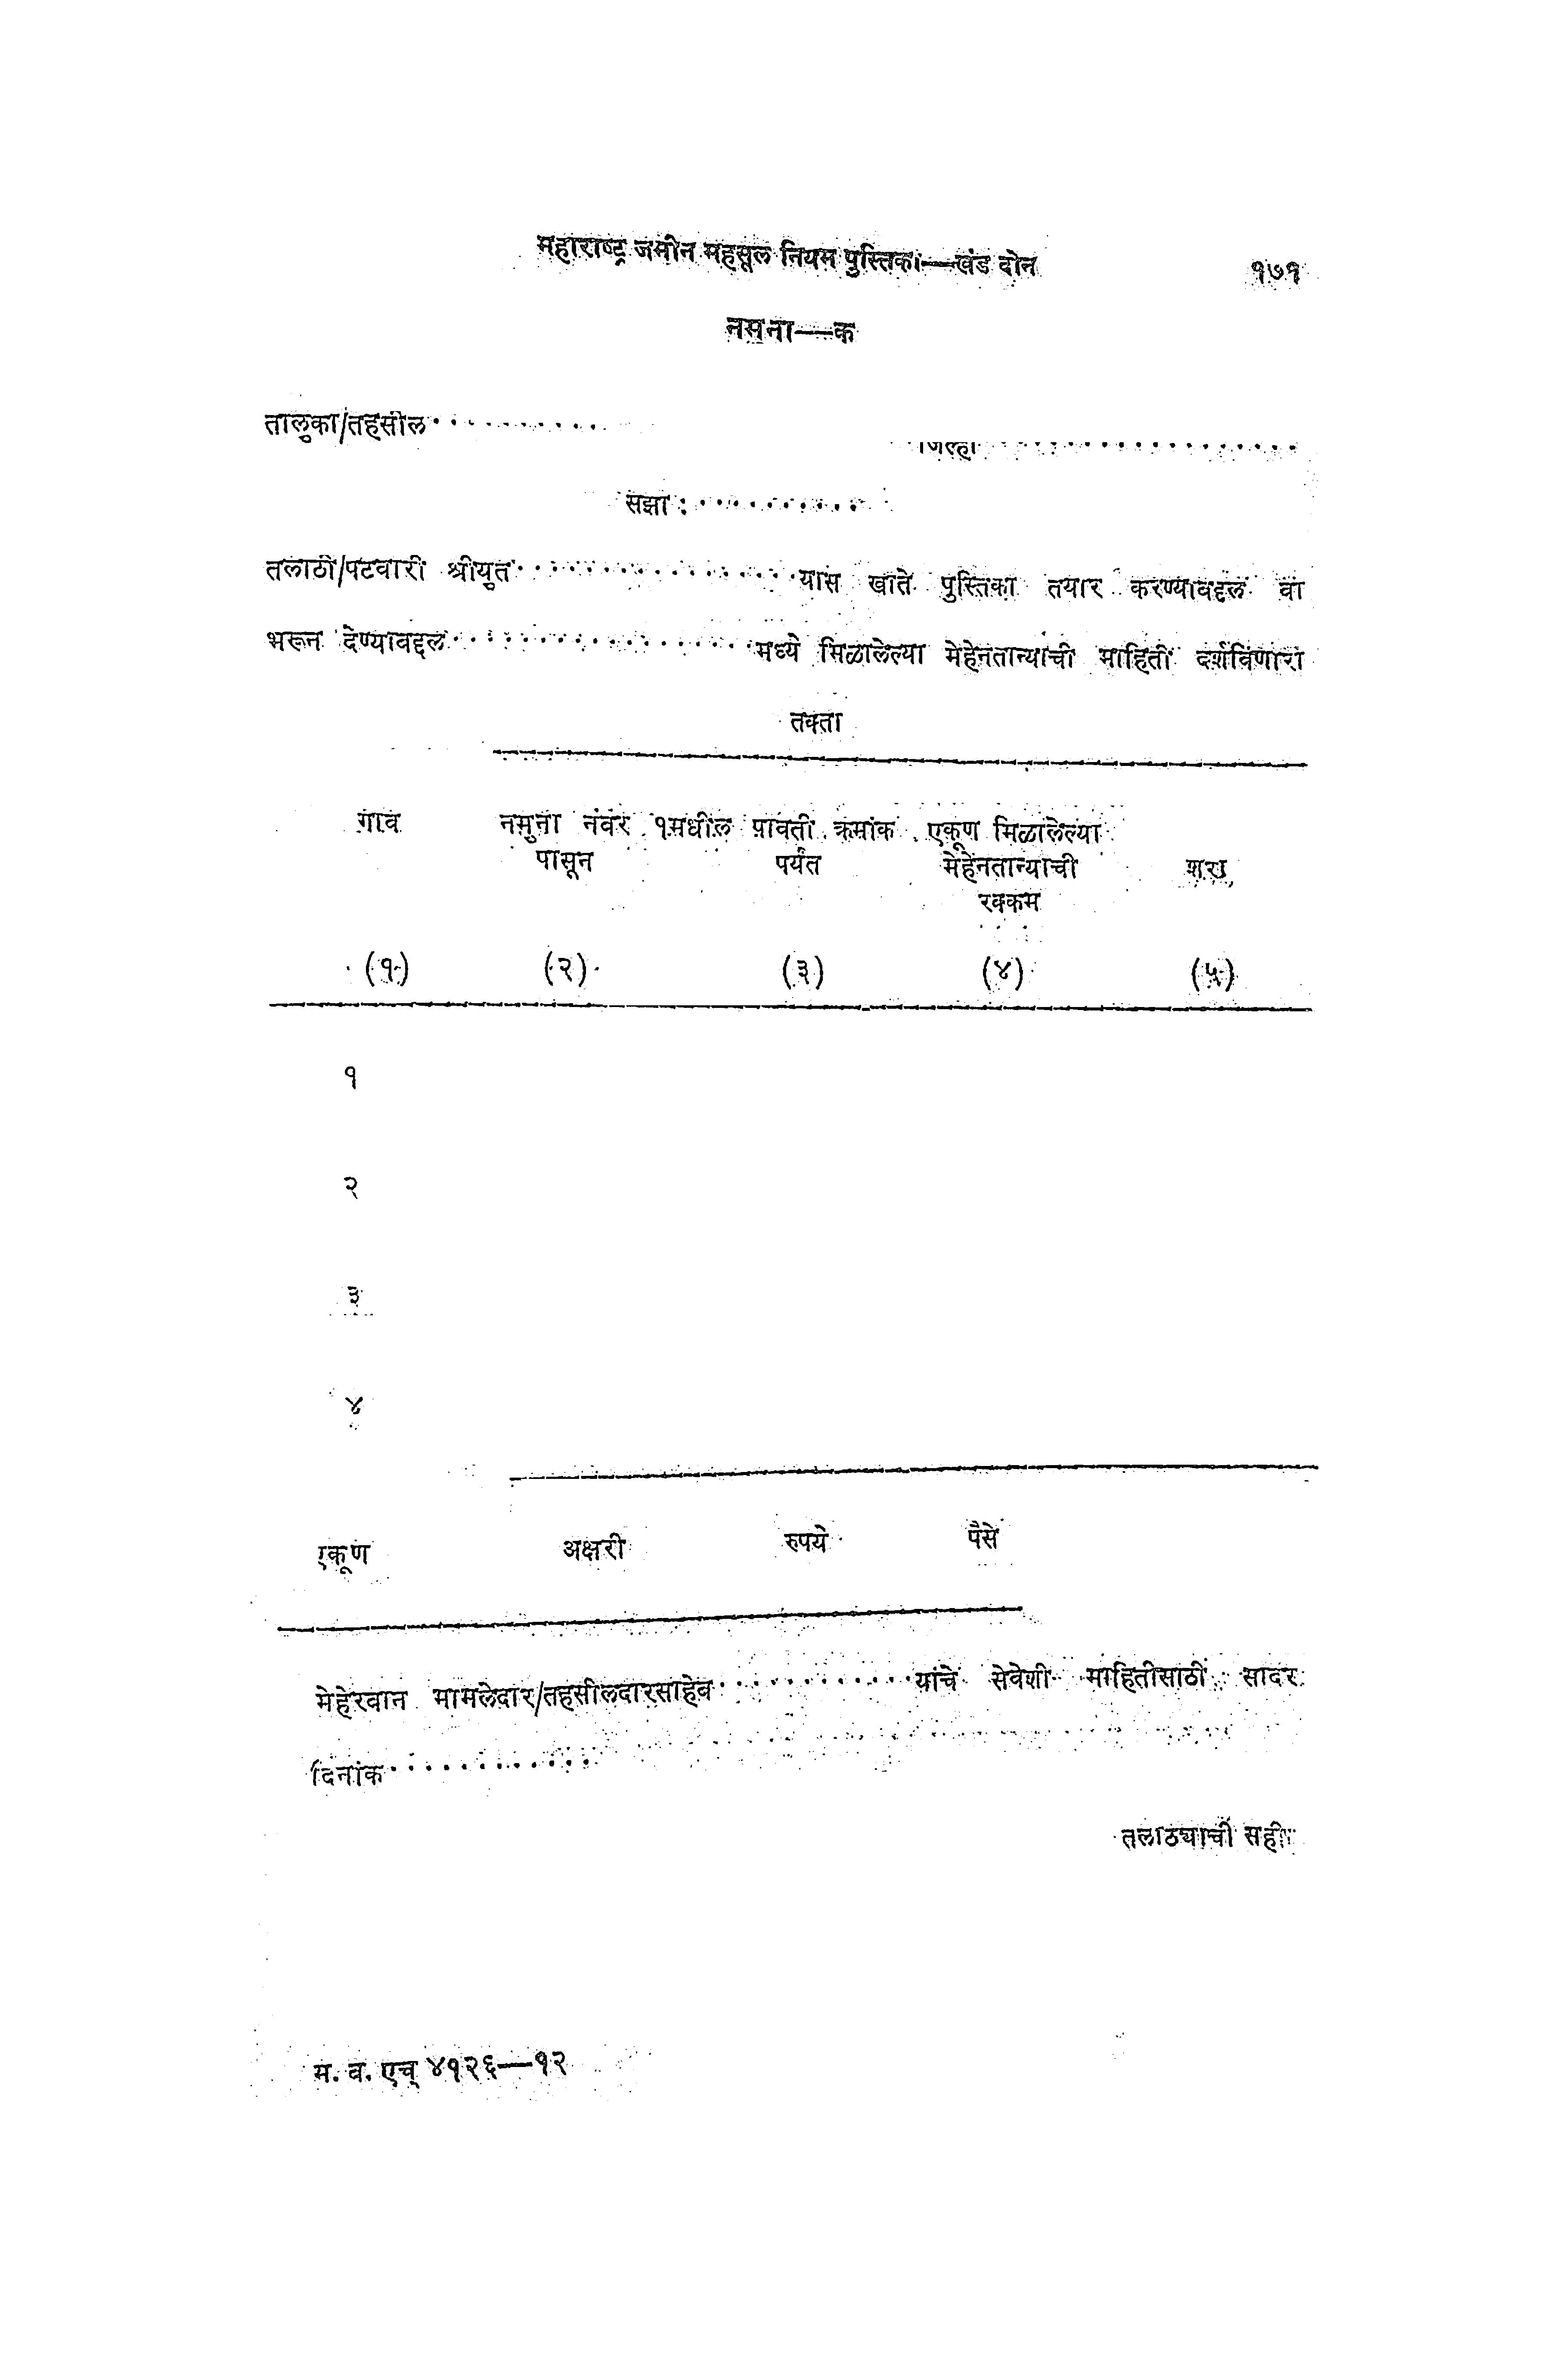 महाराष्ट्र जमीन महसूल नियम पुस्तिका—खंड दोन १७१
नमुना—क
तालुका/तहसील............ जिल्हा....................
सझा :...........
तलाठी/पटवारी श्रीयुत....................यास खाते पुस्तिका तयार करण्याबद्दल वा
भरून देण्याबद्दल....................मध्ये मिळालेल्या मेहेनतान्याची माहिती दर्शविणारा
तक्ता
गाव नमुना नंबर १मधील पावती क्रमांक एकूण मिळालेल्या
पासून पर्यंत मेहेनतान्याची शेरा
रक्कम
(१) (२) (३) (४) (५)
१
२
३
४
एकूण अक्षरी रुपये पैसे
मेहेरबान मामलेदार/तहसीलदारसाहेब..............यांचे सेवेशी माहितीसाठी सादर
दिनांक............
तलाठ्याची सही
म. व. एच् ४१२६—१२